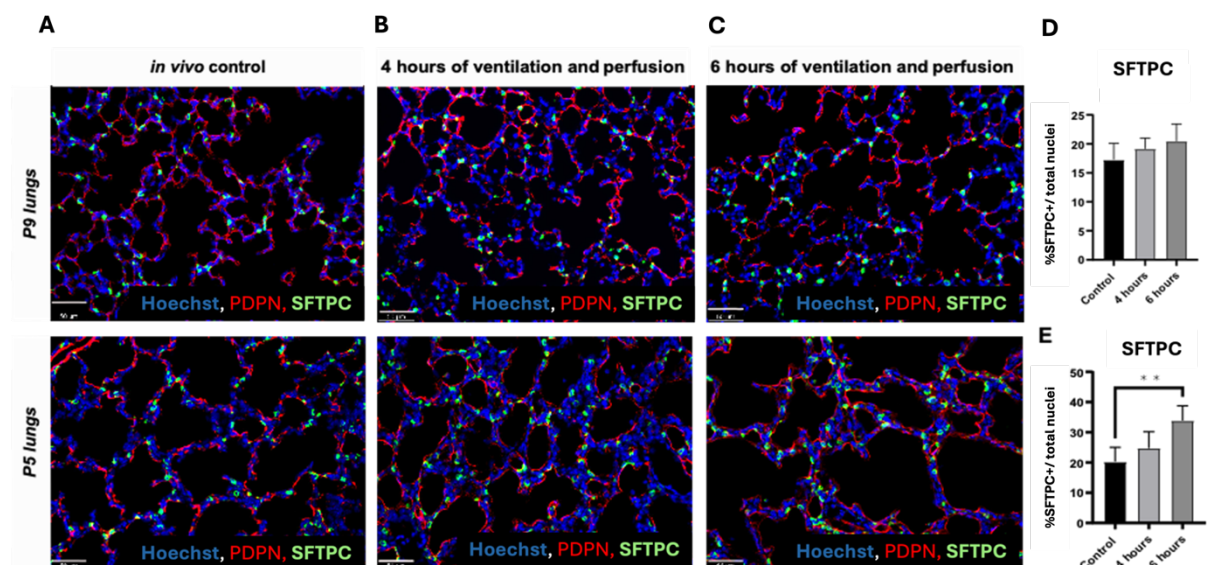 A
B
C
D
in vivo control
4 hours of ventilation and perfusion
6 hours of ventilation and perfusion
P9 lungs
Hoechst, PDPN, SFTPC
Hoechst, PDPN, SFTPC
Hoechst, PDPN, SFTPC
SFTPC
%SFTPC+/ total nuclei
25
20
15
10
5
0
Control
4 hours
6 hours
P5 lungs
Hoechst, PDPN, SFTPC
Hoechst, PDPN, SFTPC
Hoechst, PDPN, SFTPC
E
SFTPC
%SFTPC+/ total nuclei
50
40
30
20
10
0
* *
Control
4 hours
6 hours